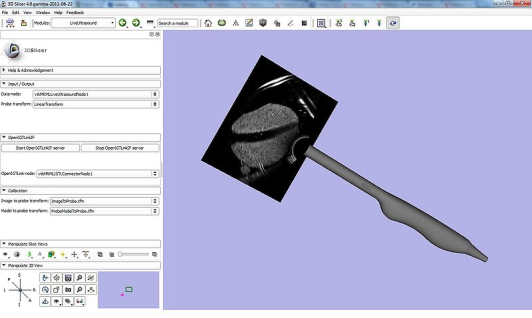 3D Slicer 4.0-gamma-2011-06-22
File Edit View Window Help Feedback
Modules: LiveUltrasound Search a module
3DSlicer
Help & Acknowledgement
Input / Output
Data node: vtkMRMLLiveUltrasoundNode1
Probe transform: LinearTransform
OpenIGTLinkIF
Start OpenIGTLinkIF server Stop OpenIGTLinkIF server
OpenIGTLink node: vtkMRMLIGTLConnectorNode1
Calibration
Image to probe transform: ImageToProbe.tfm
Model to probe transform: ProbeModelToProbe.tfm
Manipulate Slice Views
Manipulate 3D View
S
P
L R
A
I